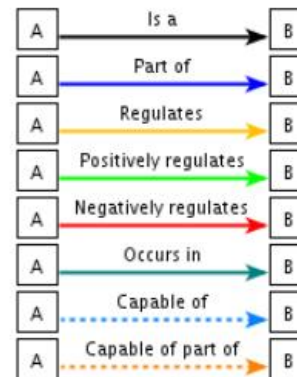 A Is a B
A Part of B
A Regulates B
A Positively regulates B
A Negatively regulates B
A Occurs in B
A Capable of B
A Capable of part of B